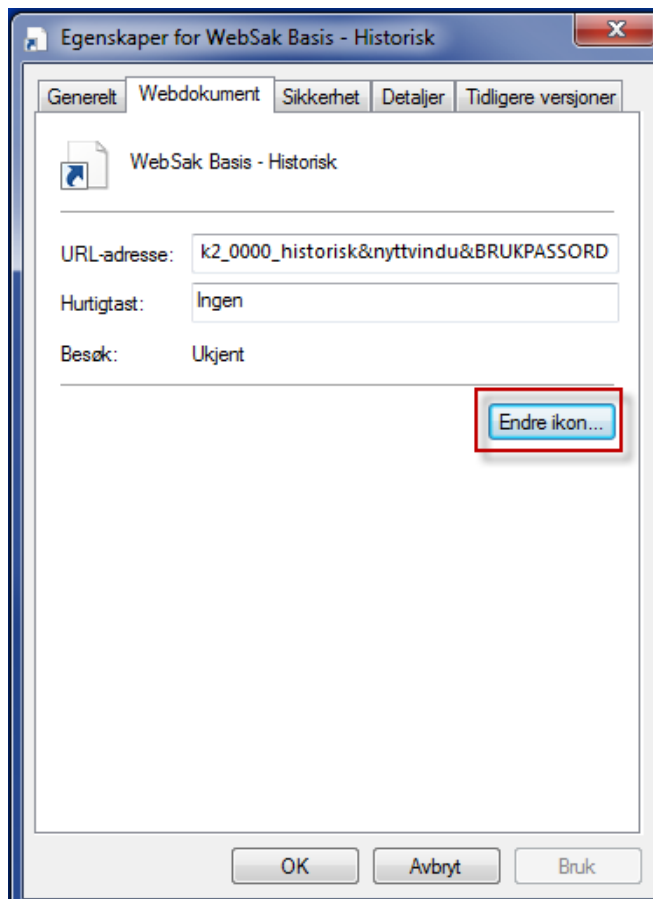 Egenskaper for WebSak Basis - Historisk
Generelt Webdokument Sikkerhet Detaljer Tidligere versjoner
WebSak Basis - Historisk
URL-adresse: k2_0000_historisk&nyttvindu&BRUKPASSORD
Hurtigtast: Ingen
Besøk: Ukjent
Endre ikon...
OK Avbryt Bruk